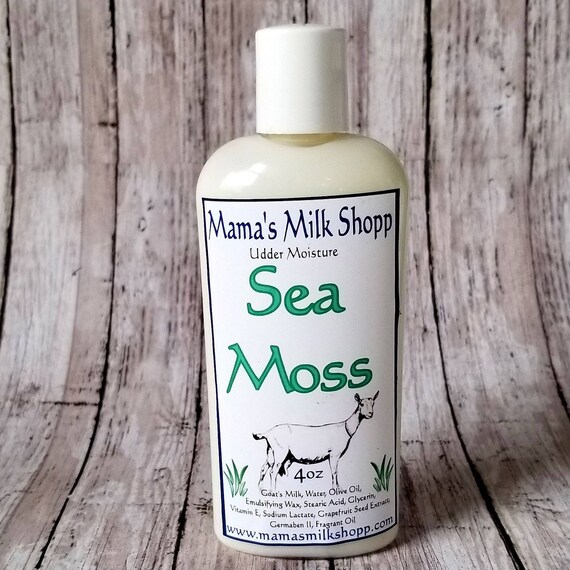 Mama's Milk Shopp
Udder Moisture
Sea
Moss
4oz
Goat's Milk, Water, Olive Oil,
Emulsifying Wax, Stearic Acid, Glycerin,
Vitamin E, Sodium Lactate, Grapefruit Seed Extract,
Germaben II, Fragrant Oil
www.mamasmilkshopp.com